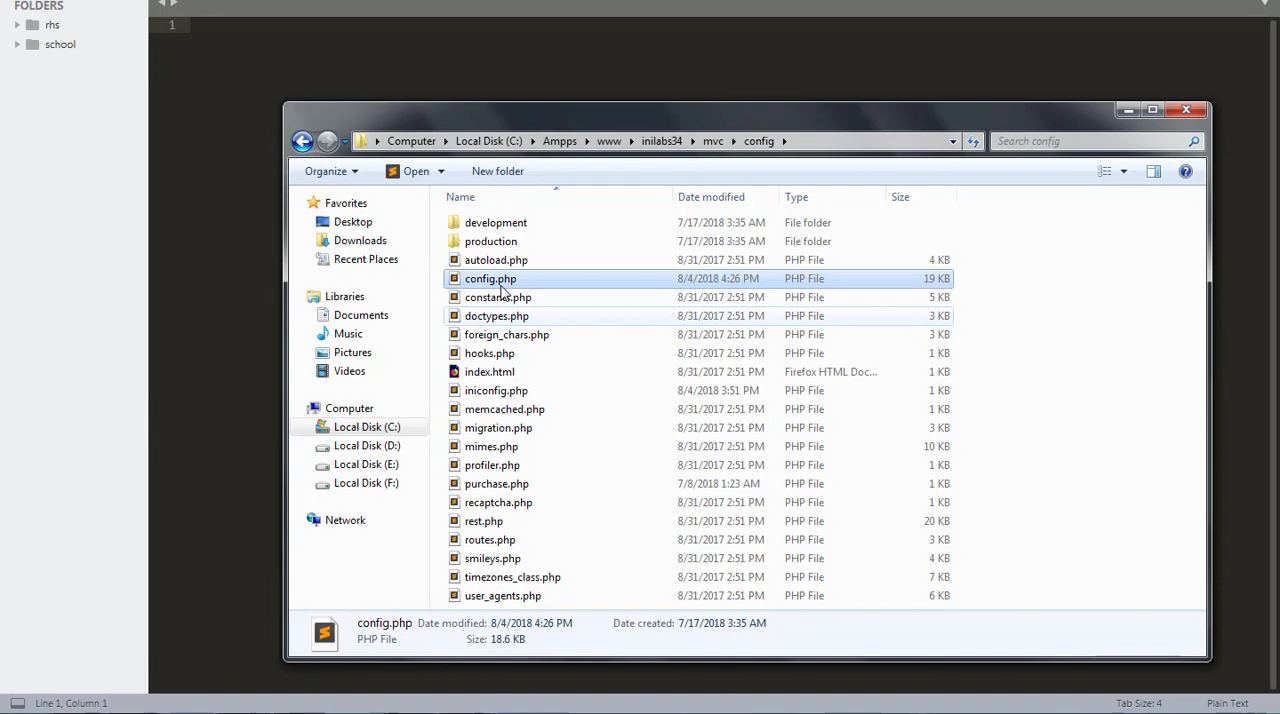 FOLDERS
rhs
school
1
Computer Local Disk (C:) Ampps www inilabs34 mvc config
Search config
Organize Open New folder
Name Date modified Type Size
Favorites
Desktop
Downloads
Recent Places
Libraries
Documents
Music
Pictures
Videos
Computer
Local Disk (C:)
Local Disk (D:)
Local Disk (E:)
Local Disk (F:)
Network
development 7/17/2018 3:35 AM File folder
production 7/17/2018 3:35 AM File folder
autoload.php 8/31/2017 2:51 PM PHP File 4 KB
config.php 8/4/2018 4:26 PM PHP File 19 KB
constants.php 8/31/2017 2:51 PM PHP File 5 KB
doctypes.php 8/31/2017 2:51 PM PHP File 3 KB
foreign_chars.php 8/31/2017 2:51 PM PHP File 3 KB
hooks.php 8/31/2017 2:51 PM PHP File 1 KB
index.html 8/31/2017 2:51 PM Firefox HTML Doc... 1 KB
iniconfig.php 8/4/2018 3:51 PM PHP File 1 KB
memcached.php 8/31/2017 2:51 PM PHP File 1 KB
migration.php 8/31/2017 2:51 PM PHP File 3 KB
mimes.php 8/31/2017 2:51 PM PHP File 10 KB
profiler.php 8/31/2017 2:51 PM PHP File 1 KB
purchase.php 7/8/2018 1:23 AM PHP File 1 KB
recaptcha.php 8/31/2017 2:51 PM PHP File 1 KB
rest.php 8/31/2017 2:51 PM PHP File 20 KB
routes.php 8/31/2017 2:51 PM PHP File 3 KB
smileys.php 8/31/2017 2:51 PM PHP File 4 KB
timezones_class.php 8/31/2017 2:51 PM PHP File 7 KB
user_agents.php 8/31/2017 2:51 PM PHP File 6 KB
config.php Date modified: 8/4/2018 4:26 PM Date created: 7/17/2018 3:35 AM
PHP File Size: 18.6 KB
Line 1, Column 1 Tab Size: 4 Plain Text